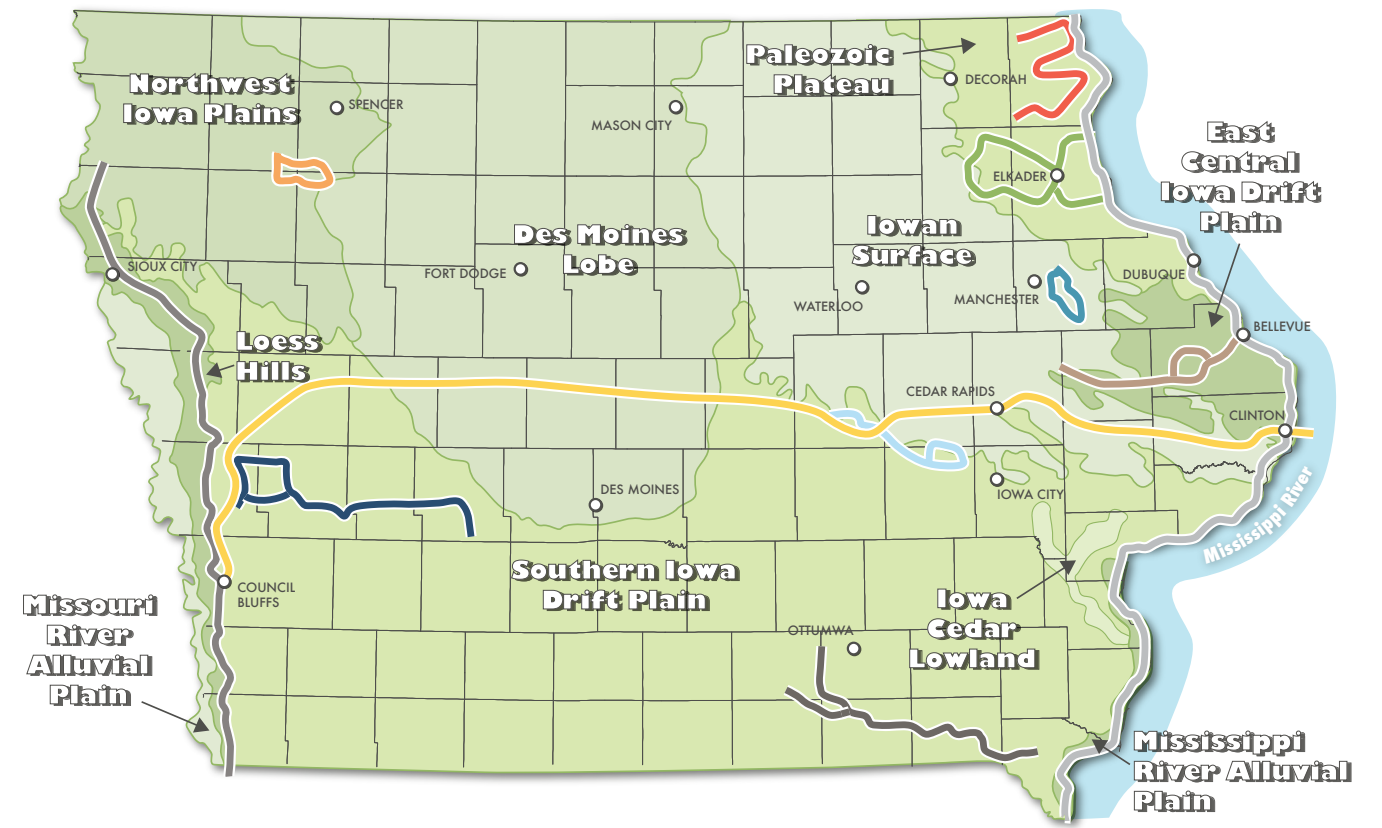 Paleozoic
Plateau
DECORAH
Northwest
Iowa Plains
SPENCER
MASON CITY
East
Central
Iowa Drift
Plain
ELKADER
Des Moines
Lobe
Iowan
Surface
SIOUX CITY
FORT DODGE
WATERLOO
MANCHESTER
DUBUQUE
BELLEVUE
Loess
Hills
CEDAR RAPIDS
CLINTON
DES MOINES
IOWA CITY
Mississippi River
COUNCIL
BLUFFS
Southern Iowa
Drift Plain
Iowa
Cedar
Lowland
Missouri
River
Alluvial
Plain
OTTUMWA
Mississippi
River Alluvial
Plain